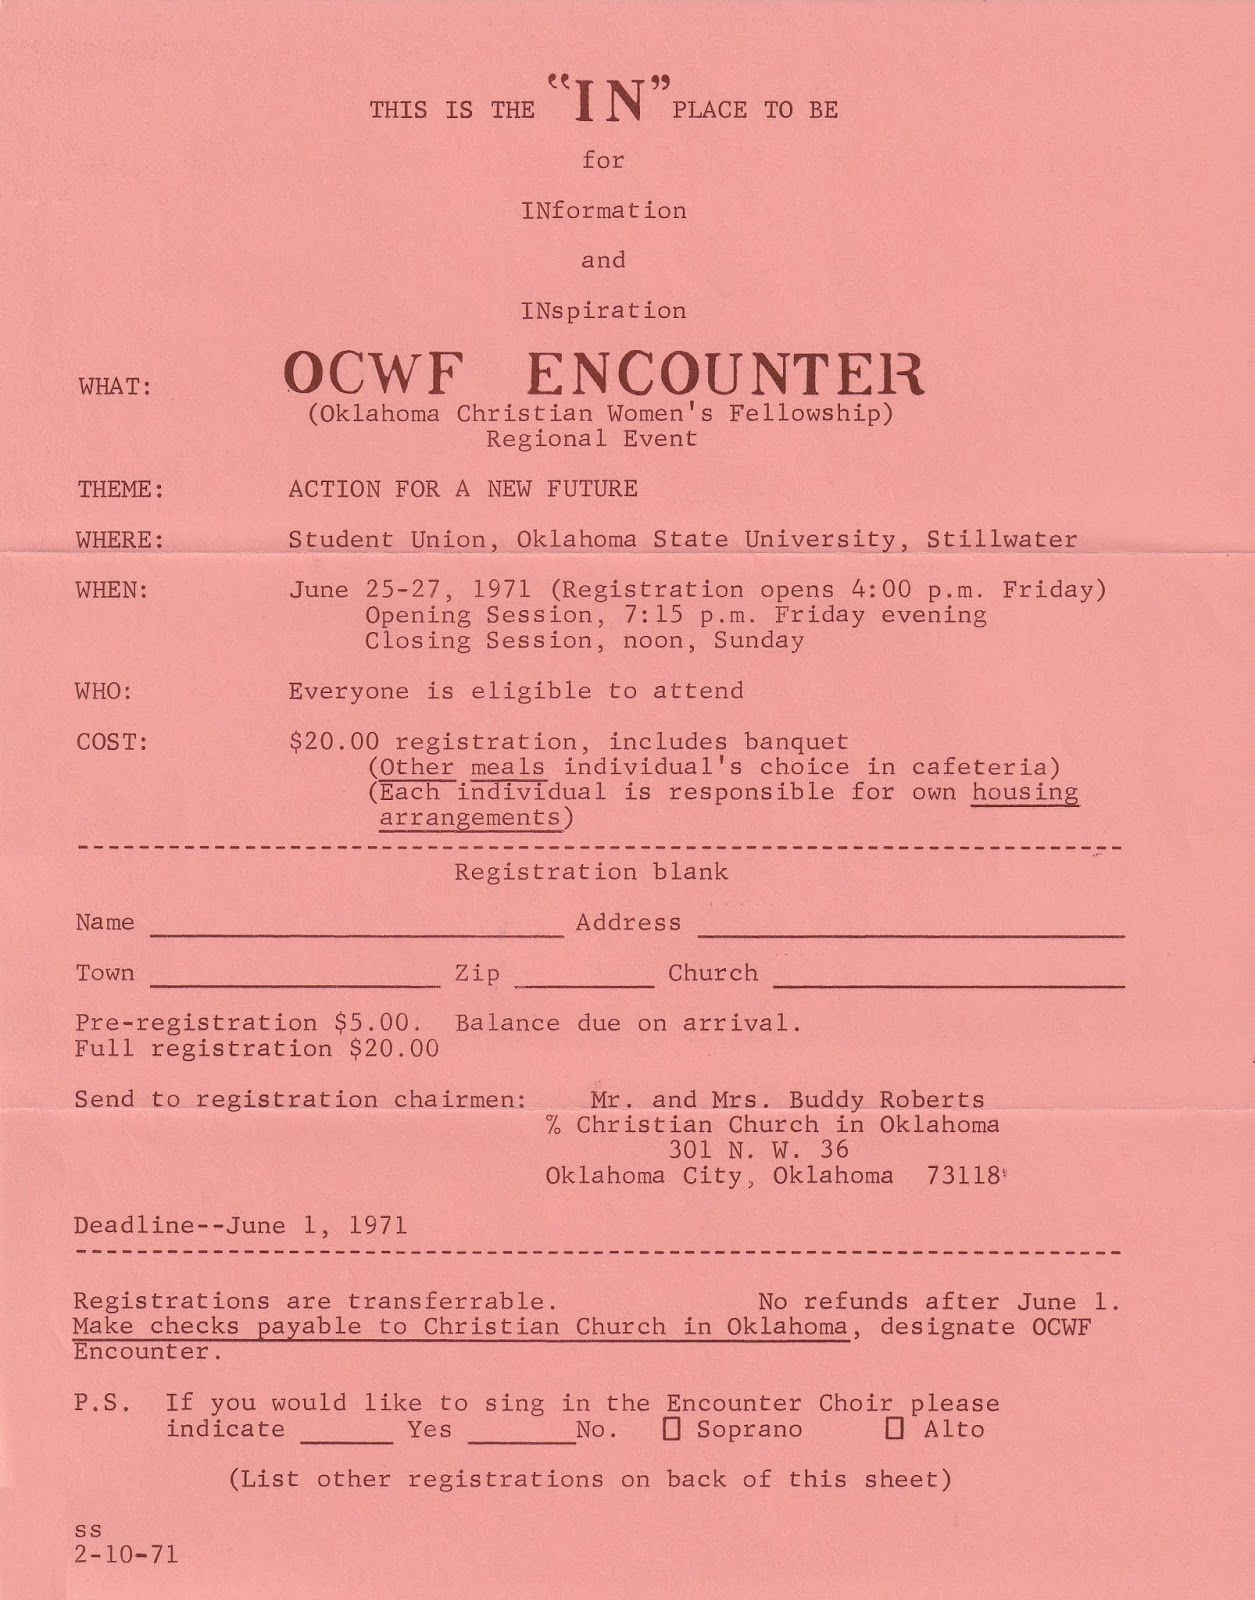 THIS IS THE "IN" PLACE TO BE
for
INformation
and
INspiration
WHAT: OCWF ENCOUNTER
(Oklahoma Christian Women's Fellowship)
Regional Event
THEME: ACTION FOR A NEW FUTURE
WHERE: Student Union, Oklahoma State University, Stillwater
WHEN: June 25-27, 1971 (Registration opens 4:00 p.m. Friday)
Opening Session, 7:15 p.m. Friday evening
Closing Session, noon, Sunday
WHO: Everyone is eligible to attend
COST: $20.00 registration, includes banquet
(Other meals individual's choice in cafeteria)
(Each individual is responsible for own housing
arrangements)
Registration blank
Name Address
Town Zip Church
Pre-registration $5.00. Balance due on arrival.
Full registration $20.00
Send to registration chairmen: Mr. and Mrs. Buddy Roberts
% Christian Church in Oklahoma
301 N. W. 36
Oklahoma City, Oklahoma 73118
Deadline--June 1, 1971
Registrations are transferrable. No refunds after June 1.
Make checks payable to Christian Church in Oklahoma, designate OCWF
Encounter.
P.S. If you would like to sing in the Encounter Choir please
indicate Yes No. Soprano Alto
(List other registrations on back of this sheet)
ss
2-10-71